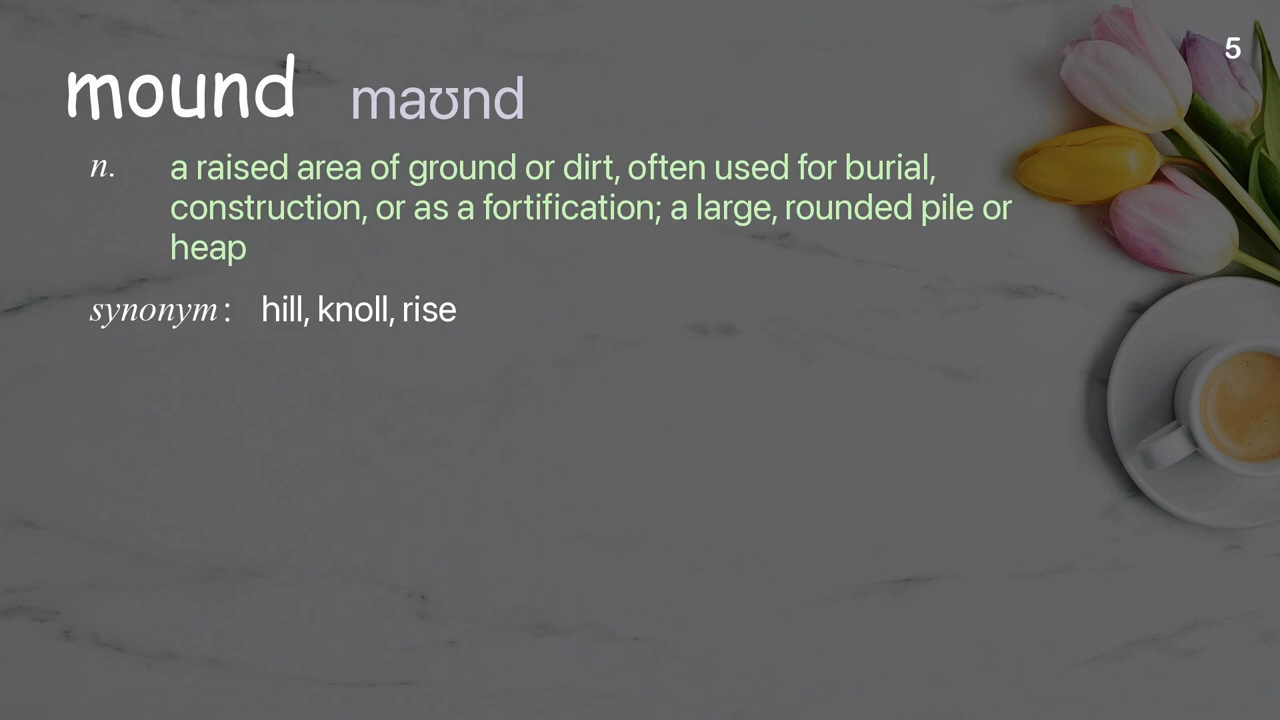 5
mound maʊnd
n. a raised area of ground or dirt, often used for burial,
construction, or as a fortification; a large, rounded pile or
heap
synonym: hill, knoll, rise